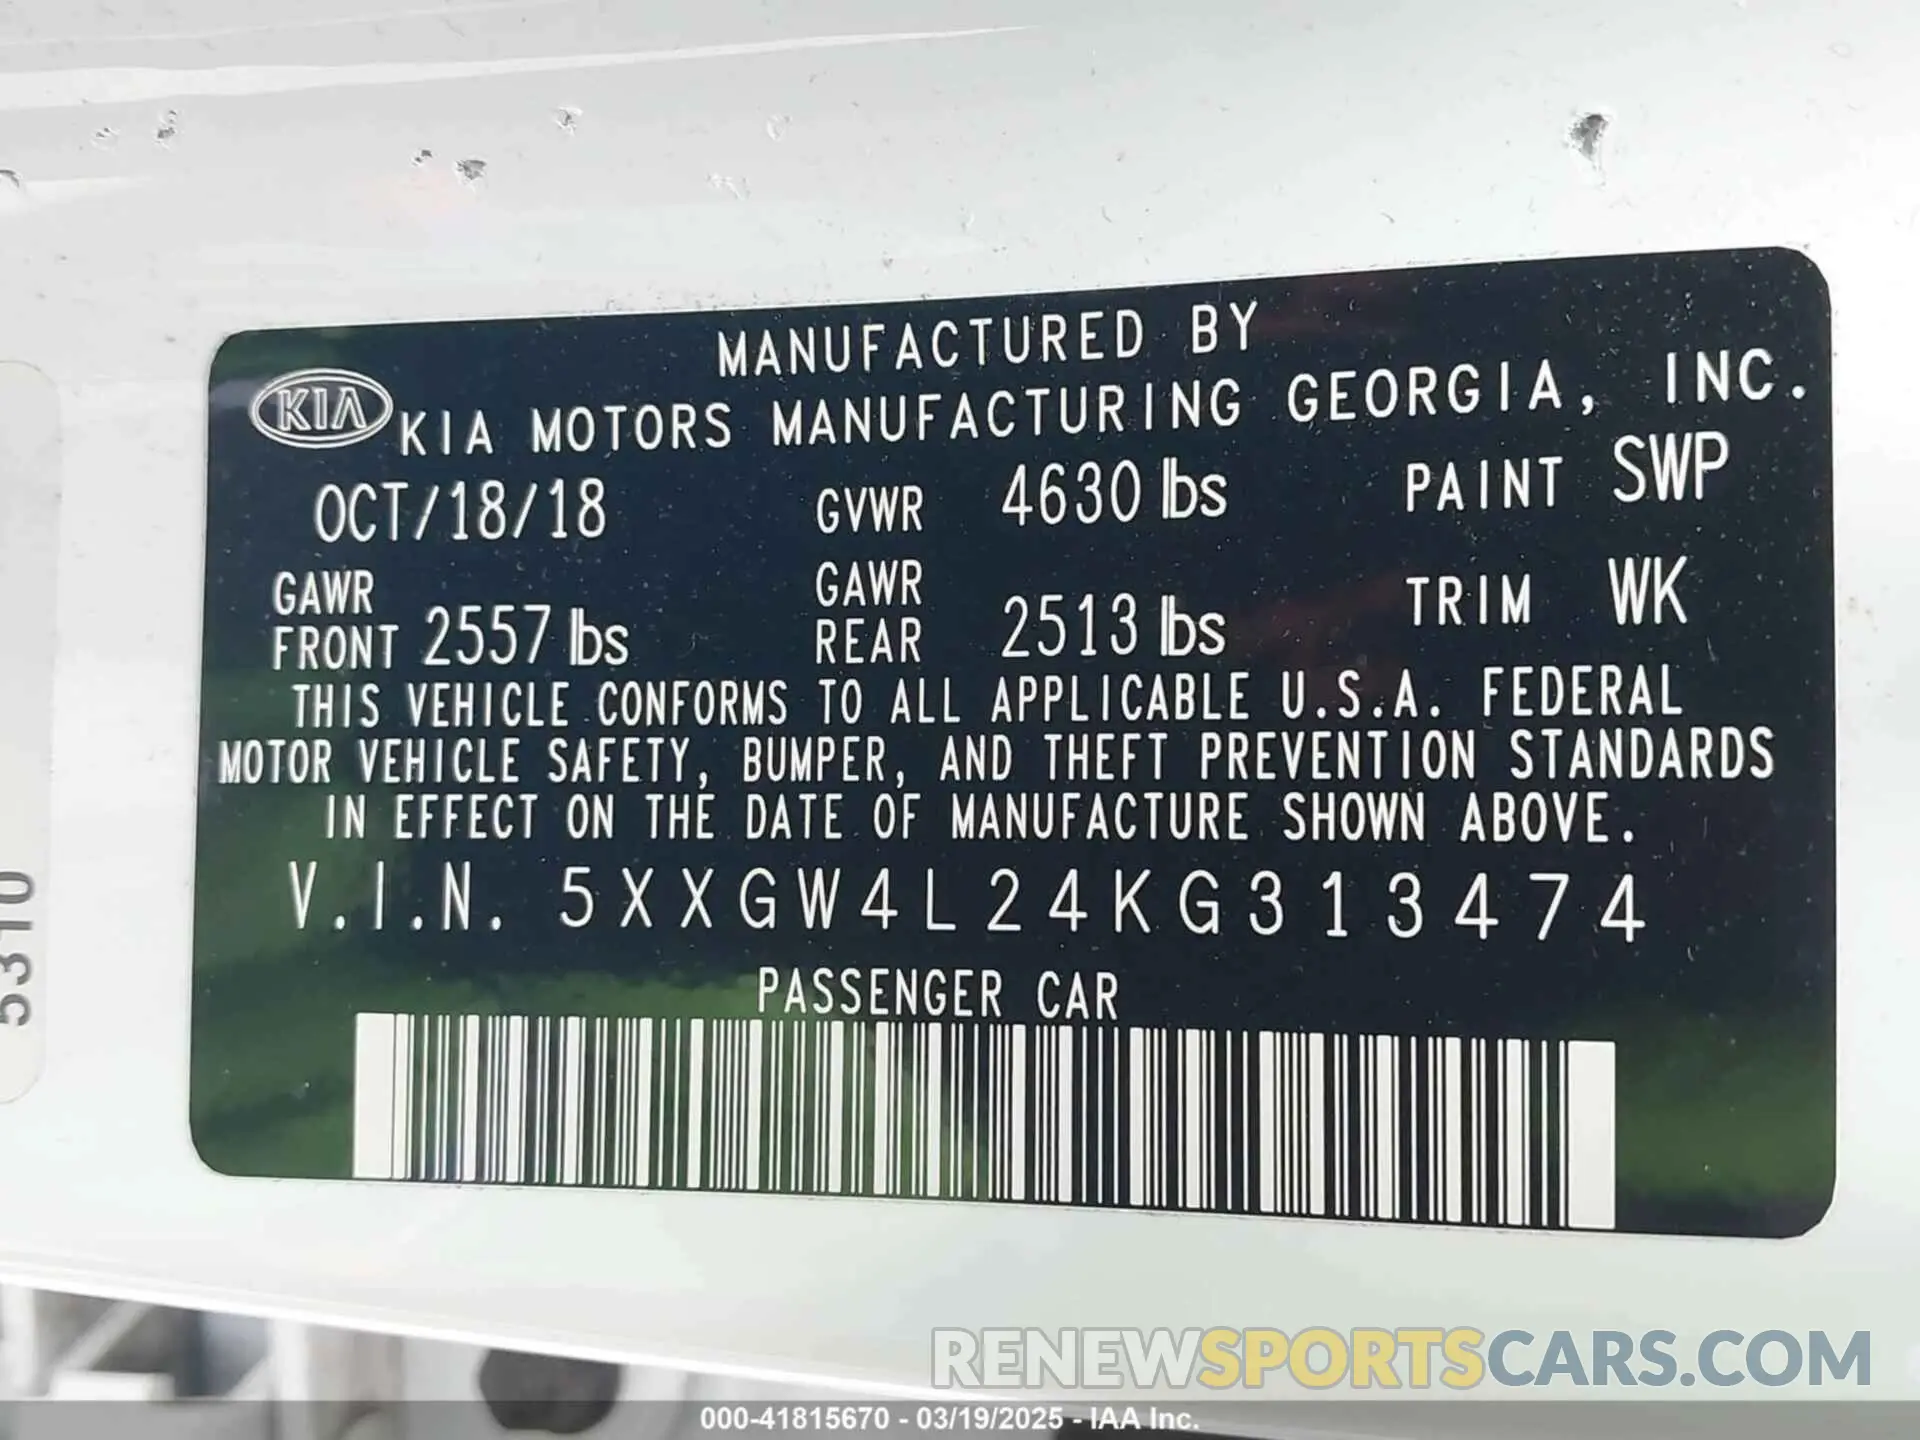 MANUFACTURED BY
KIA KIA MOTORS MANUFACTURING GEORGIA, INC.
OCT/18/18 GVWR 4630 lbs PAINT SWP
GAWR FRONT 2557 lbs GAWR REAR 2513 lbs TRIM WK
THIS VEHICLE CONFORMS TO ALL APPLICABLE U.S.A. FEDERAL
MOTOR VEHICLE SAFETY, BUMPER, AND THEFT PREVENTION STANDARDS
IN EFFECT ON THE DATE OF MANUFACTURE SHOWN ABOVE.
V.I.N. 5XXGW4L24KG313474
PASSENGER CAR
5310
RENEWSPORTSCARS.COM
000-41815670 - 03/19/2025 - IAA Inc.